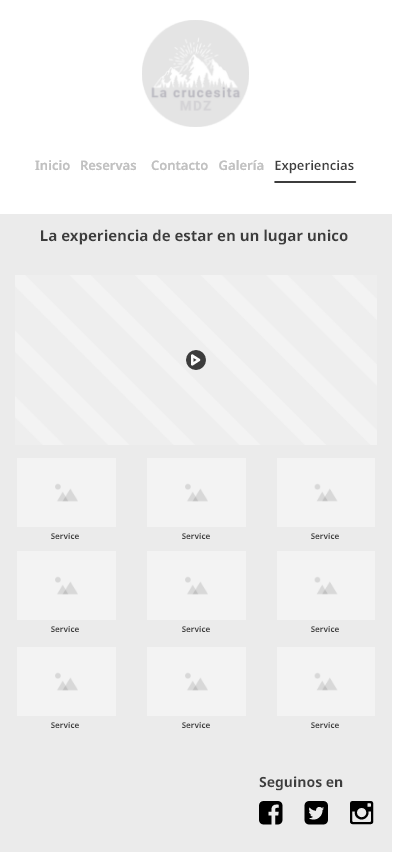 La crucesita
MDZ
Inicio Reservas Contacto Galería Experiencias
La experiencia de estar en un lugar unico
Service Service Service
Service Service Service
Service Service Service
Seguinos en